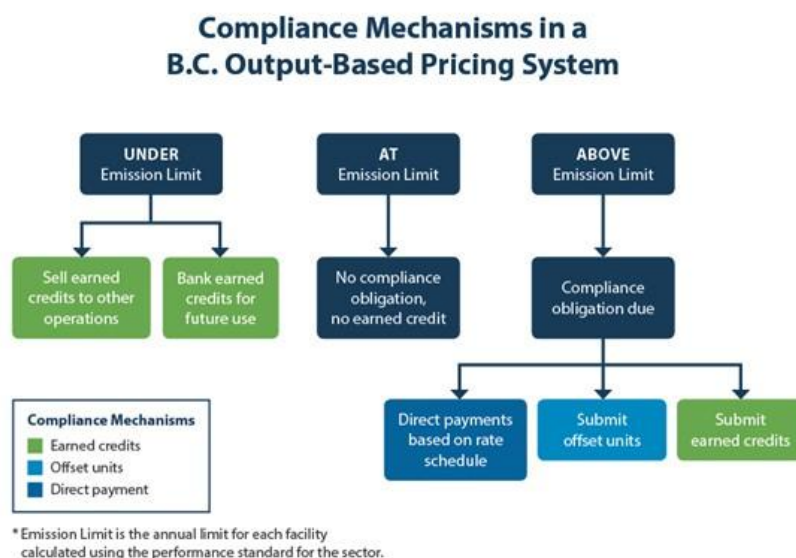 Compliance Mechanisms in a
B.C. Output-Based Pricing System
UNDER
Emission Limit
AT
Emission Limit
ABOVE
Emission Limit
Sell earned
credits to other
operations
Bank earned
credits for
future use
No compliance
obligation,
no earned credit
Compliance
obligation due
Direct payments
based on rate
schedule
Submit
offset units
Submit
earned credits
Compliance Mechanisms
Earned credits
Offset units
Direct payment
* Emission Limit is the annual limit for each facility
calculated using the performance standard for the sector.